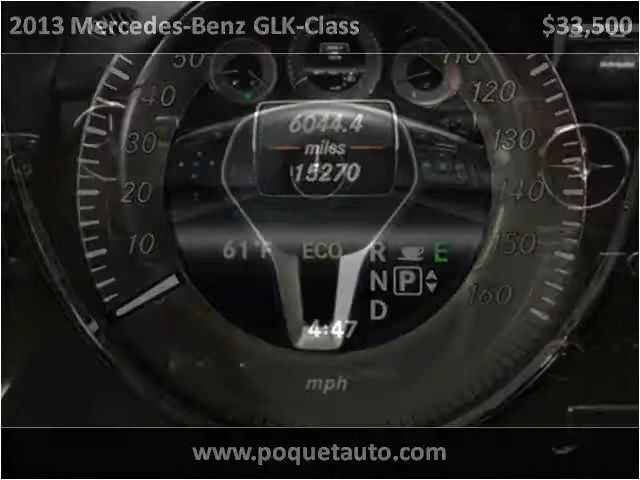 2013 Mercedes-Benz GLK-Class $33,500
50 110
40 120
6044.4
30 miles 130
15270
20 140
10 61°F ECO R E 150
N P 160
D
4:47
mph
www.poquetauto.com